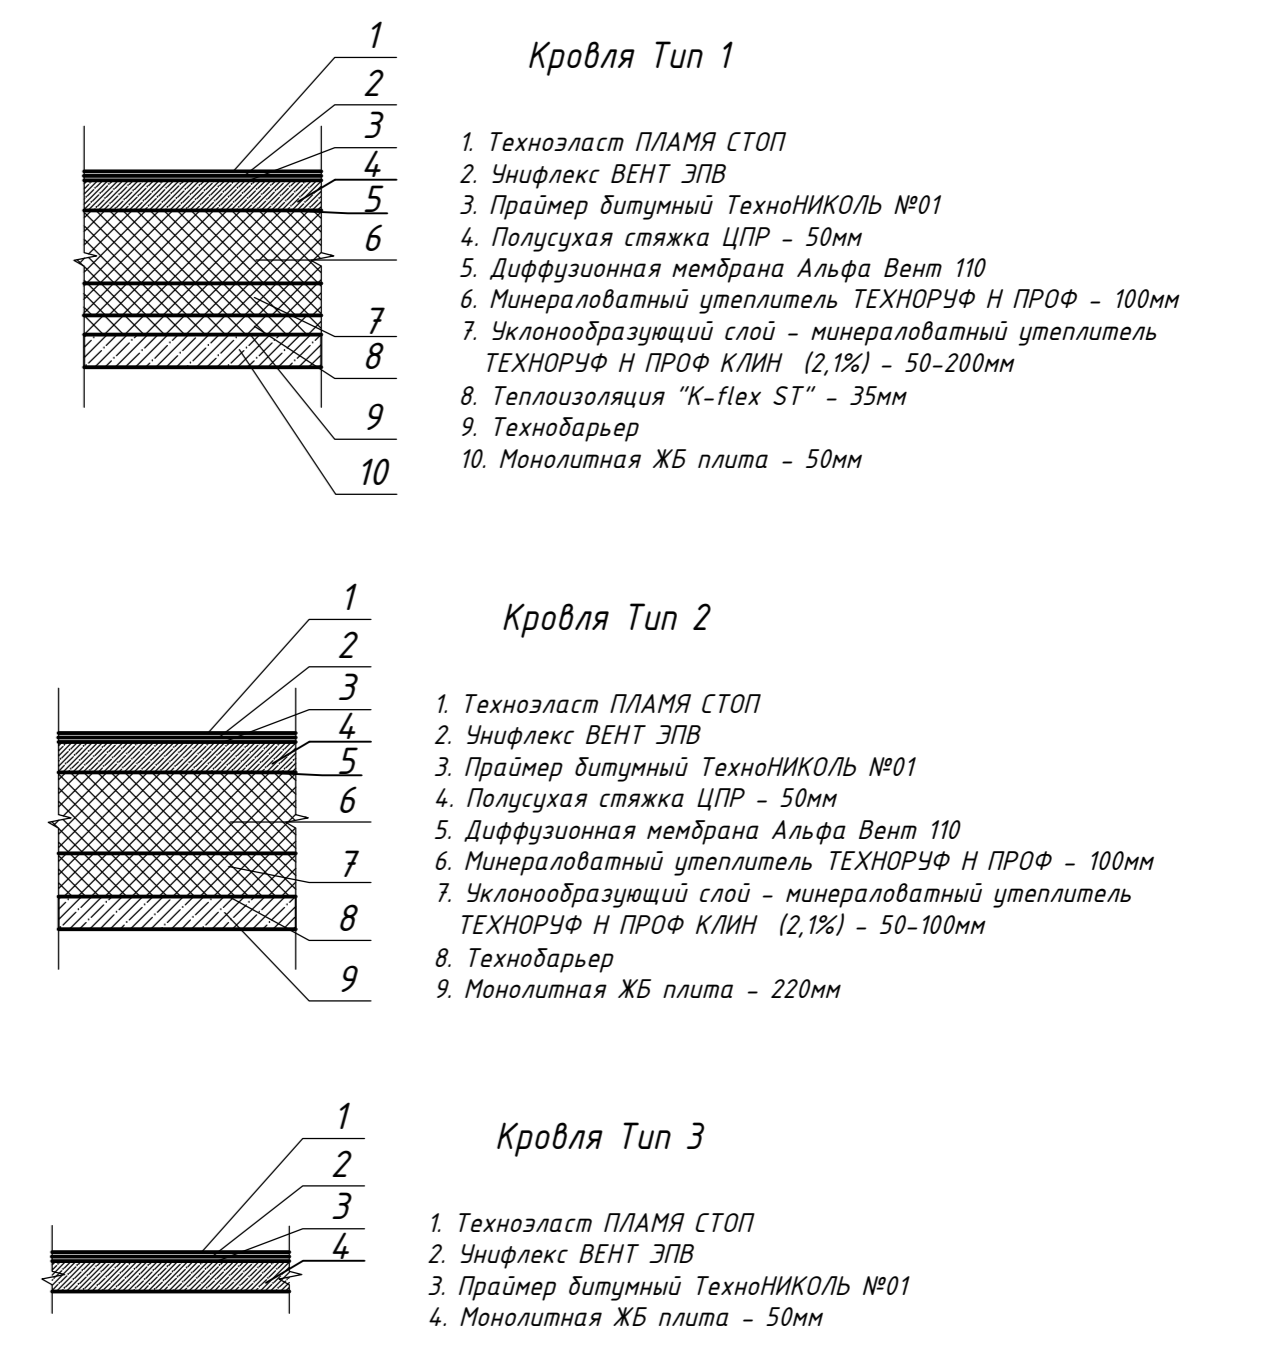 1
2
3
4
5
6
7
8
9
10
Кровля Тип 1
1. Техноэласт ПЛАМЯ СТОП
2. Унифлекс ВЕНТ ЭПВ
3. Праймер битумный ТехноНИКОЛЬ №01
4. Полусухая стяжка ЦПР - 50мм
5. Диффузионная мембрана Альфа Вент 110
6. Минераловатный утеплитель ТЕХНОРУФ Н ПРОФ - 100мм
7. Уклонообразующий слой - минераловатный утеплитель
ТЕХНОРУФ Н ПРОФ КЛИН (2,1%) - 50-200мм
8. Теплоизоляция "K-flex ST" - 35мм
9. Технобарьер
10. Монолитная ЖБ плита - 50мм
1
2
3
4
5
6
7
8
9
Кровля Тип 2
1. Техноэласт ПЛАМЯ СТОП
2. Унифлекс ВЕНТ ЭПВ
3. Праймер битумный ТехноНИКОЛЬ №01
4. Полусухая стяжка ЦПР - 50мм
5. Диффузионная мембрана Альфа Вент 110
6. Минераловатный утеплитель ТЕХНОРУФ Н ПРОФ - 100мм
7. Уклонообразующий слой - минераловатный утеплитель
ТЕХНОРУФ Н ПРОФ КЛИН (2,1%) - 50-100мм
8. Технобарьер
9. Монолитная ЖБ плита - 220мм
1
2
3
4
Кровля Тип 3
1. Техноэласт ПЛАМЯ СТОП
2. Унифлекс ВЕНТ ЭПВ
3. Праймер битумный ТехноНИКОЛЬ №01
4. Монолитная ЖБ плита - 50мм